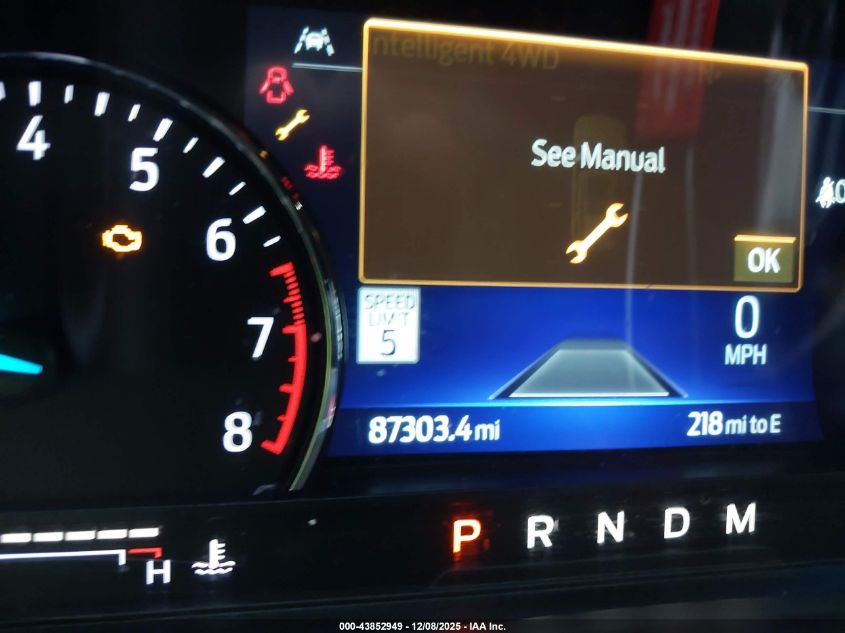 Intelligent 4WD
See Manual
OK
4
5
6
7
8
SPEED
LIMIT
5
0
MPH
87303.4 mi
218 mi to E
P R N D M
H
000-43852949 - 12/08/2025 - IAA Inc.